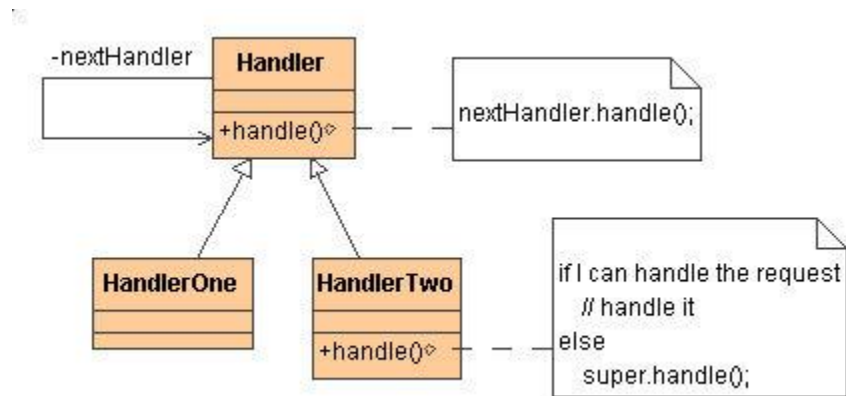 -nextHandler
Handler
+handle()
nextHandler.handle();
HandlerOne
HandlerTwo
+handle()
if I can handle the request
// handle it
else
super.handle();